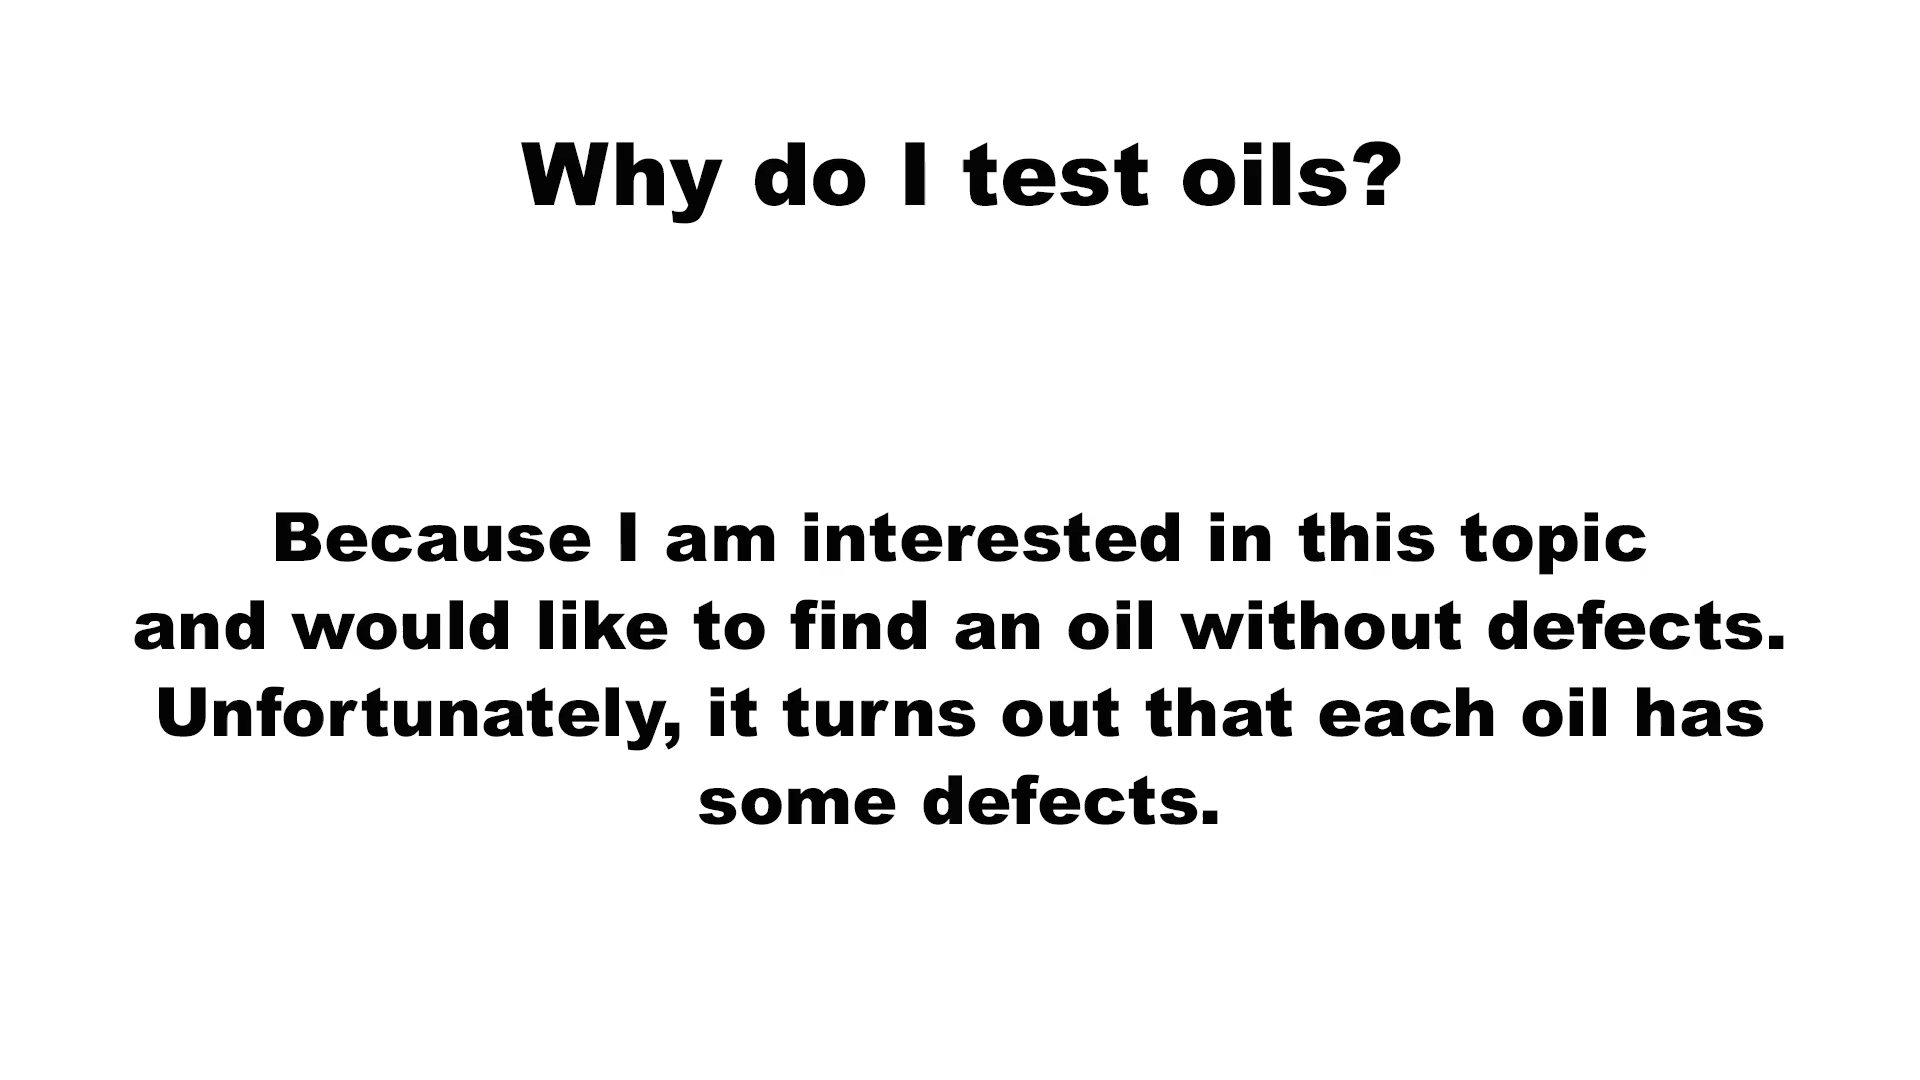 Why do I test oils?
Because I am interested in this topic
and would like to find an oil without defects.
Unfortunately, it turns out that each oil has
some defects.